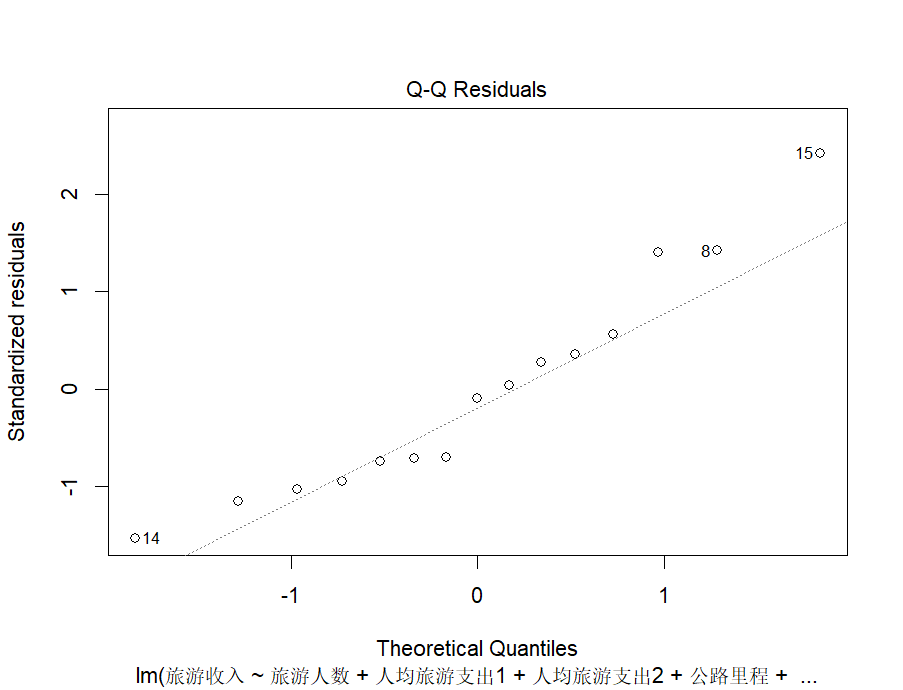 Q-Q Residuals
Standardized residuals
2
1
0
-1
15
8
14
-1 0 1
Theoretical Quantiles
lm(旅游收入 ~ 旅游人数 + 人均旅游支出1 + 人均旅游支出2 + 公路里程 + ...